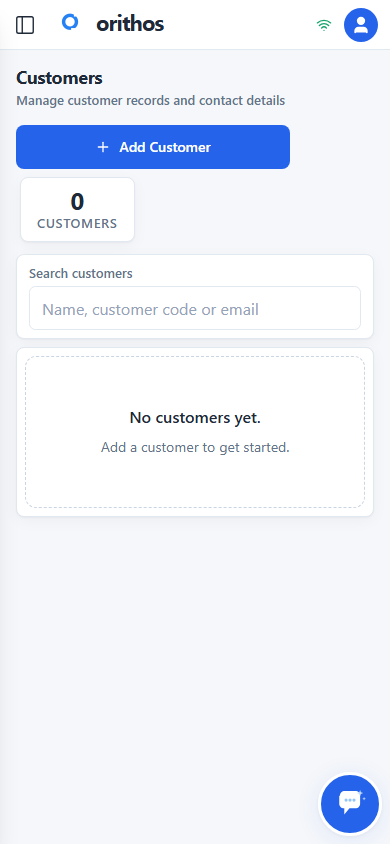 orithos
Customers
Manage customer records and contact details
+ Add Customer
0
CUSTOMERS
Search customers
Name, customer code or email
No customers yet.
Add a customer to get started.